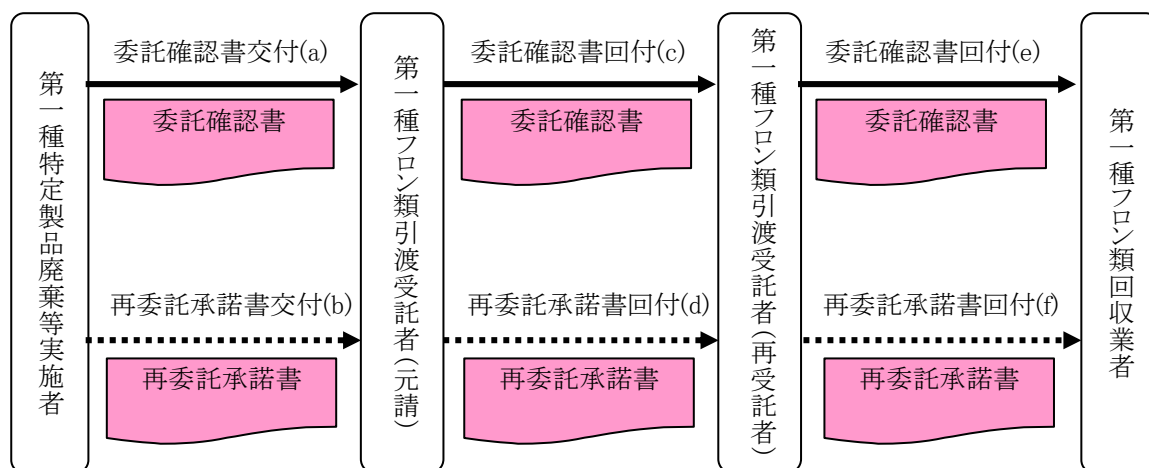 第一種特定製品廃棄等実施者
委託確認書交付(a)
委託確認書
再委託承諾書交付(b)
再委託承諾書
第一種フロン類引渡受託者(元請)
委託確認書回付(c)
委託確認書
再委託承諾書回付(d)
再委託承諾書
第一種フロン類引渡受託者(再受託者)
委託確認書回付(e)
委託確認書
再委託承諾書回付(f)
再委託承諾書
第一種フロン類回収業者